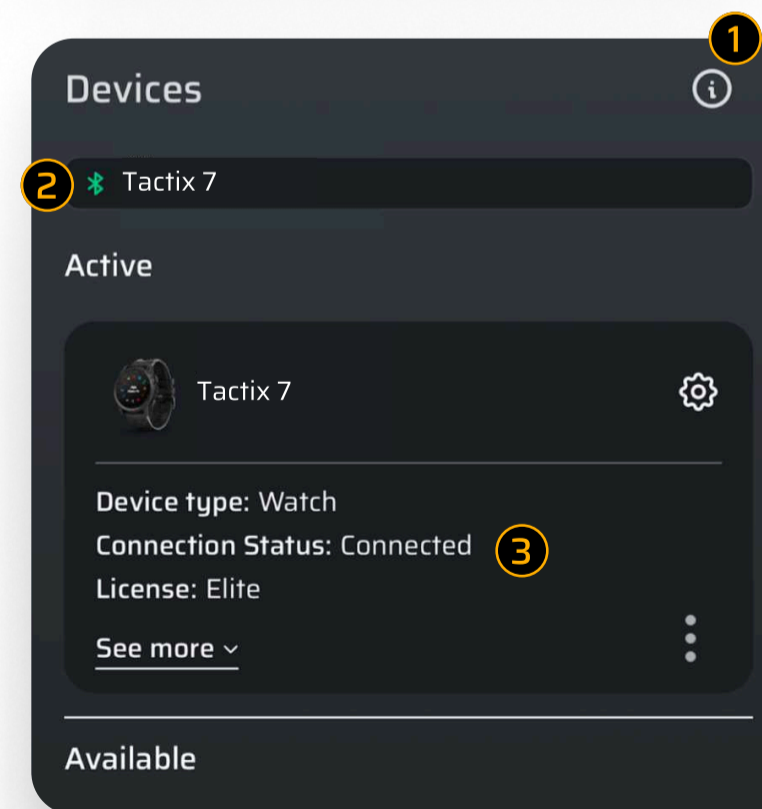 1
Devices
2 Tactix 7
Active
Tactix 7
Device type: Watch
Connection Status: Connected 3
License: Elite
See more
Available